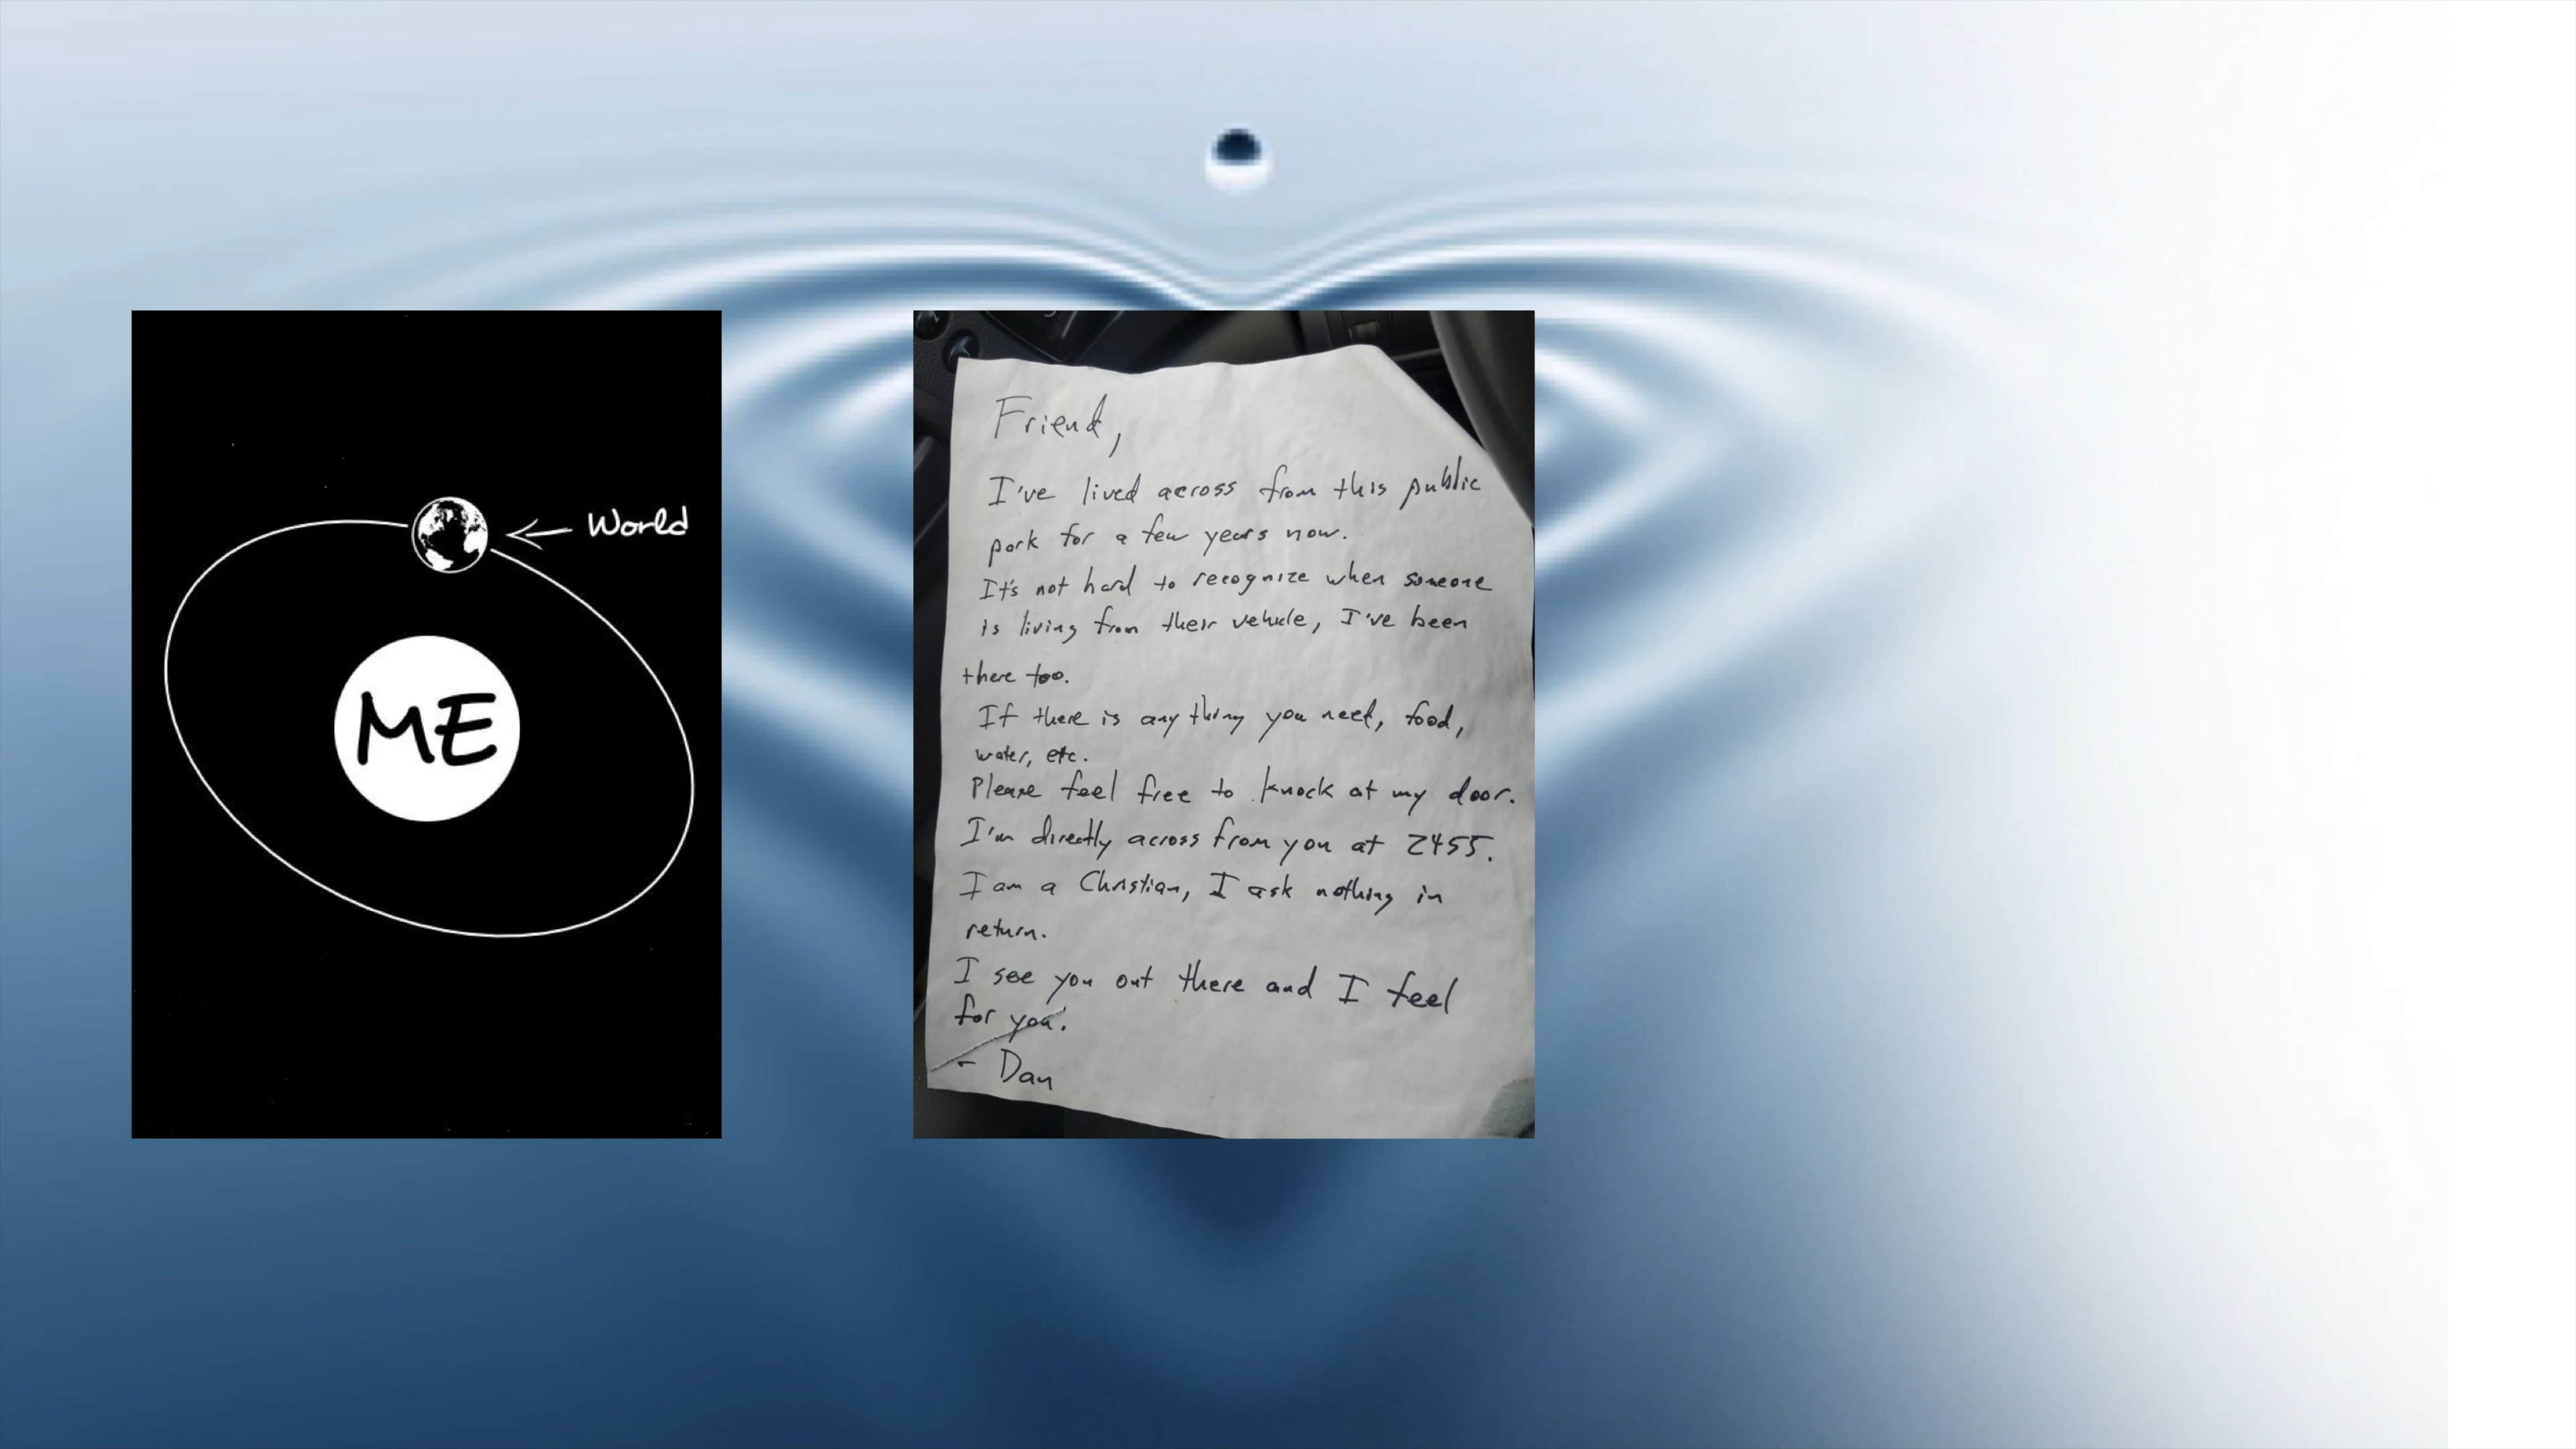 World
ME
Friend,
I've lived across from this public
park for a few years now.
It's not hard to recognize when someone
is living from their vehicle, I've been
there too.
If there is anything you need, food,
water, etc.
Please feel free to knock at my door.
I'm directly across from you at 2455.
I am a Christian, I ask nothing in
return.
I see you out there and I feel
for you.
- Dan